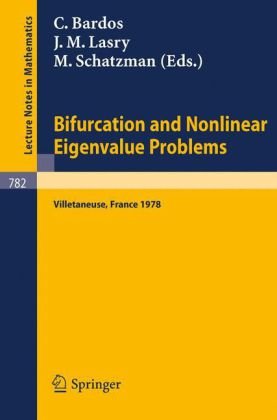 C. Bardos
J. M. Lasry
M. Schatzman (Eds.)
Lecture Notes in Mathematics
782
Bifurcation and Nonlinear
Eigenvalue Problems
Villetaneuse, France 1978
Springer